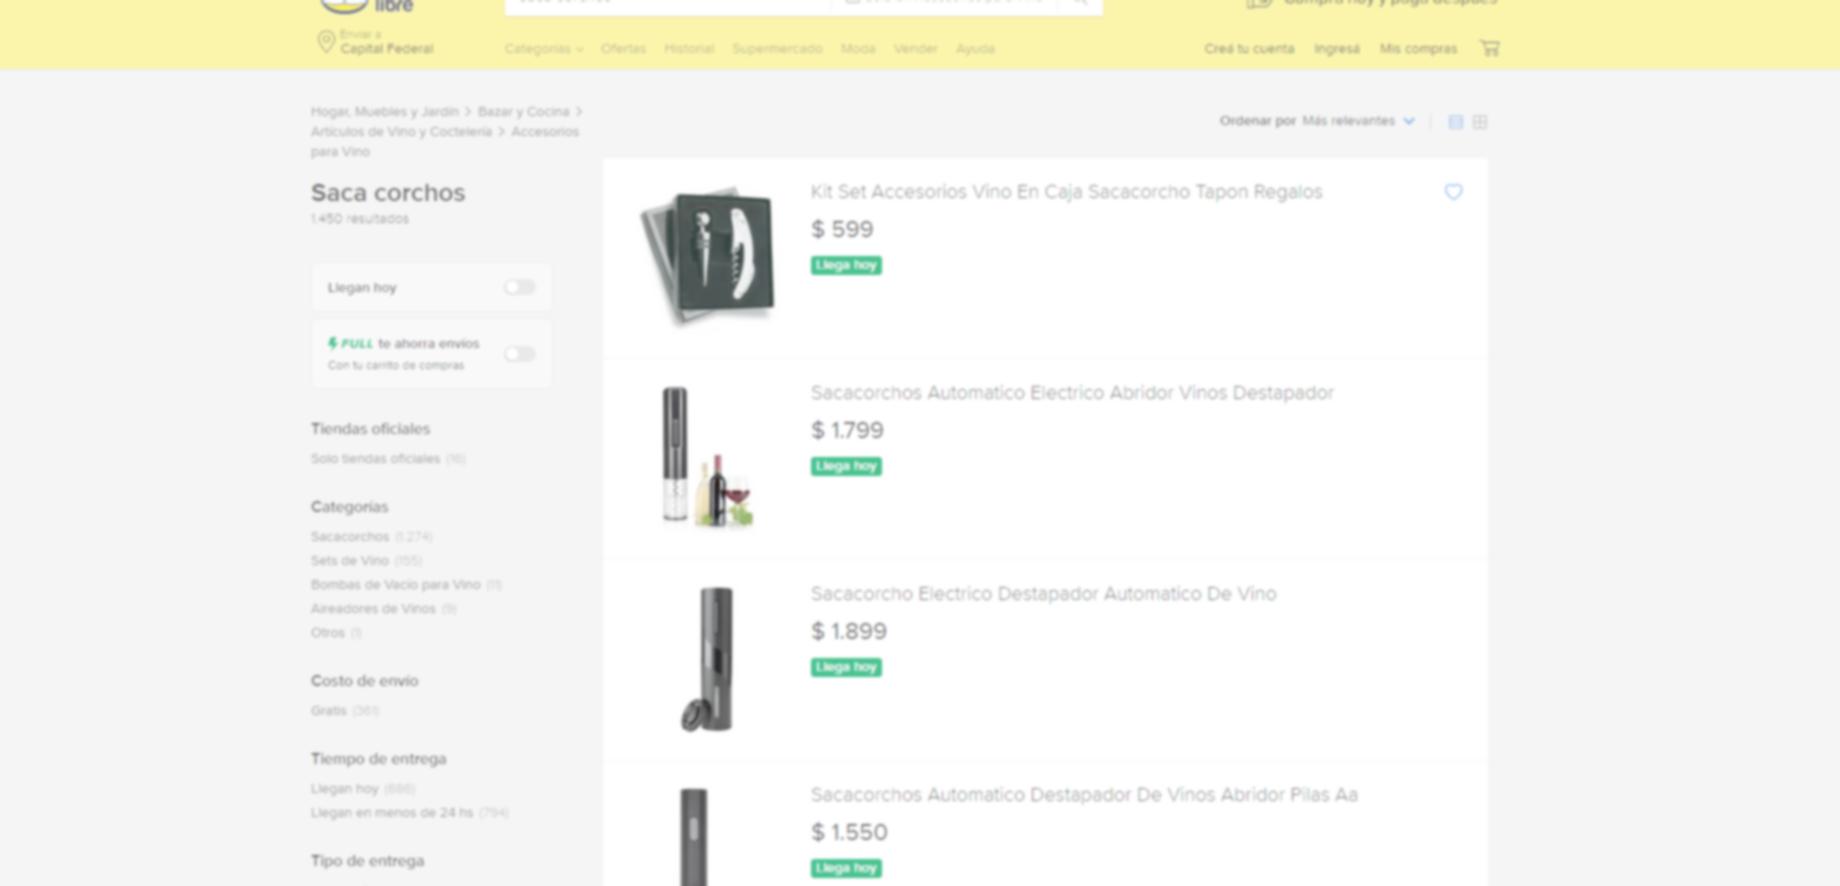 libre
Compra hoy y paga después
Enviar a
Capital Federal
Categorías Ofertas Historial Supermercado Moda Vender Ayuda
Creá tu cuenta Ingresá Mis compras
Hogar, Muebles y Jardín > Bazar y Cocina >
Artículos de Vino y Coctelería > Accesorios
para Vino
Ordenar por Más relevantes
Saca corchos
1.450 resultados
Llegan hoy
FULL te ahorra envíos
Con tu carrito de compras
Tiendas oficiales
Solo tiendas oficiales (16)
Categorías
Sacacorchos (1.274)
Sets de Vino (155)
Bombas de Vacío para Vino (11)
Aireadores de Vinos (9)
Otros (1)
Costo de envío
Gratis (361)
Tiempo de entrega
Llegan hoy (686)
Llegan en menos de 24 hs (794)
Tipo de entrega
Kit Set Accesorios Vino En Caja Sacacorcho Tapon Regalos
$ 599
Llega hoy
Sacacorchos Automatico Electrico Abridor Vinos Destapador
$ 1.799
Llega hoy
Sacacorcho Electrico Destapador Automatico De Vino
$ 1.899
Llega hoy
Sacacorchos Automatico Destapador De Vinos Abridor Pilas Aa
$ 1.550
Llega hoy